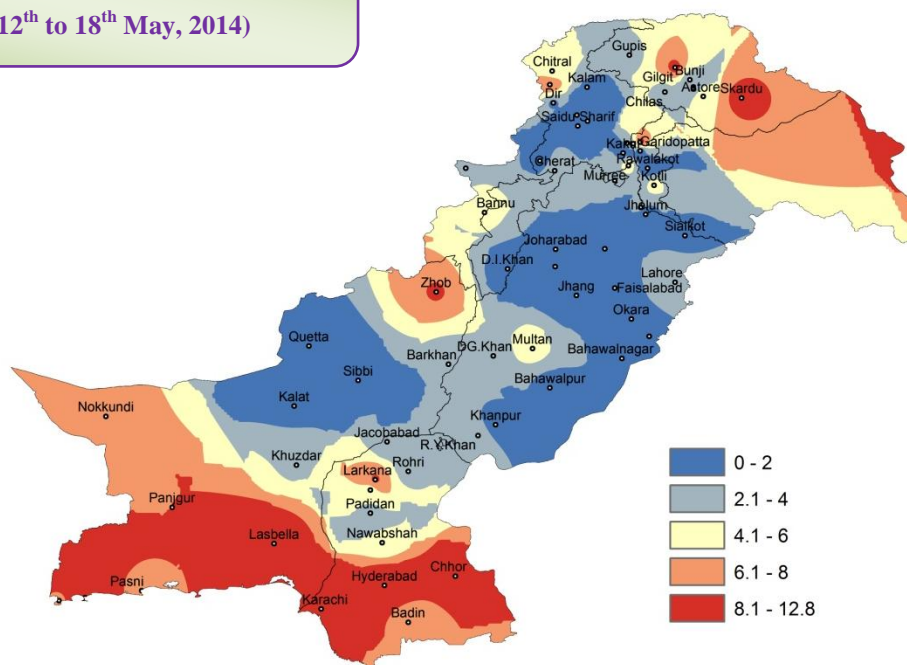 12th to 18th May, 2014)
Gupis
Chitral
Bunji
Gilgit
Kalam
Dir
Astore
Skardu
Chilas
Saidu Sharif
Garidopatta
Kakul
Cherat
Rawalakot
Murree
Kotli
Bannu
Jhelum
Sialkot
Joharabad
D.I.Khan
Lahore
Zhob
Jhang
Faisalabad
Okara
Quetta
Multan
DG.Khan
Barkhan
Bahawalnagar
Sibbi
Bahawalpur
Kalat
Nokkundi
Khanpur
Jacobabad
R.Y.Khan
Khuzdar
Rohri
Larkana
Panjgur
Padidan
Lasbella
Nawabshah
Pasni
Hyderabad
Chhor
Karachi
Badin
0 - 2
2.1 - 4
4.1 - 6
6.1 - 8
8.1 - 12.8